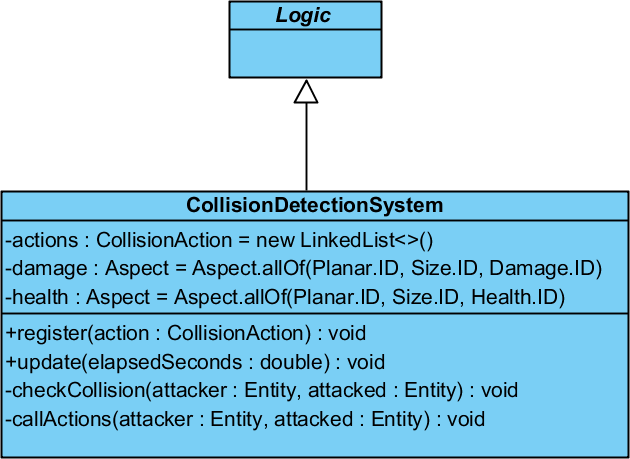 Logic
CollisionDetectionSystem
-actions : CollisionAction = new LinkedList<>()
-damage : Aspect = Aspect.allOf(Planar.ID, Size.ID, Damage.ID)
-health : Aspect = Aspect.allOf(Planar.ID, Size.ID, Health.ID)
+register(action : CollisionAction) : void
+update(elapsedSeconds : double) : void
-checkCollision(attacker : Entity, attacked : Entity) : void
-callActions(attacker : Entity, attacked : Entity) : void